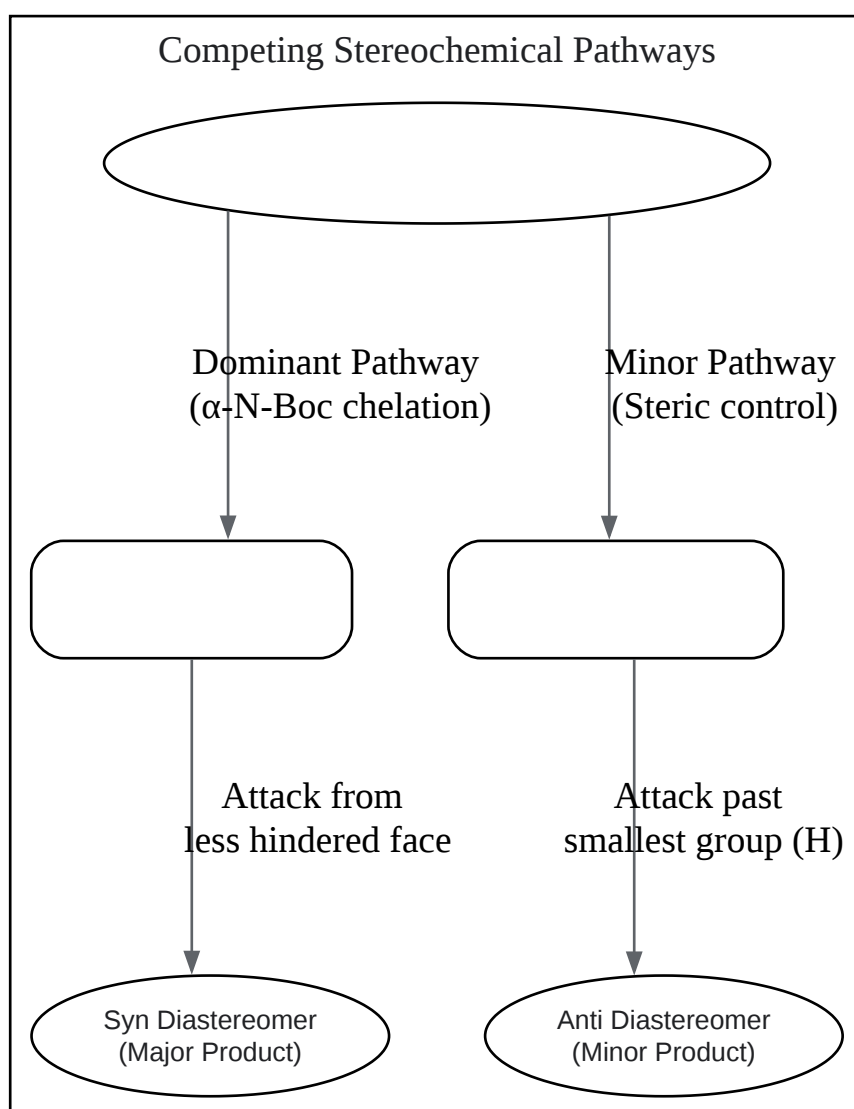 Competing Stereochemical Pathways
Dominant Pathway
(α-N-Boc chelation)
Minor Pathway
(Steric control)
Attack from
less hindered face
Attack past
smallest group (H)
Syn Diastereomer
(Major Product)
Anti Diastereomer
(Minor Product)